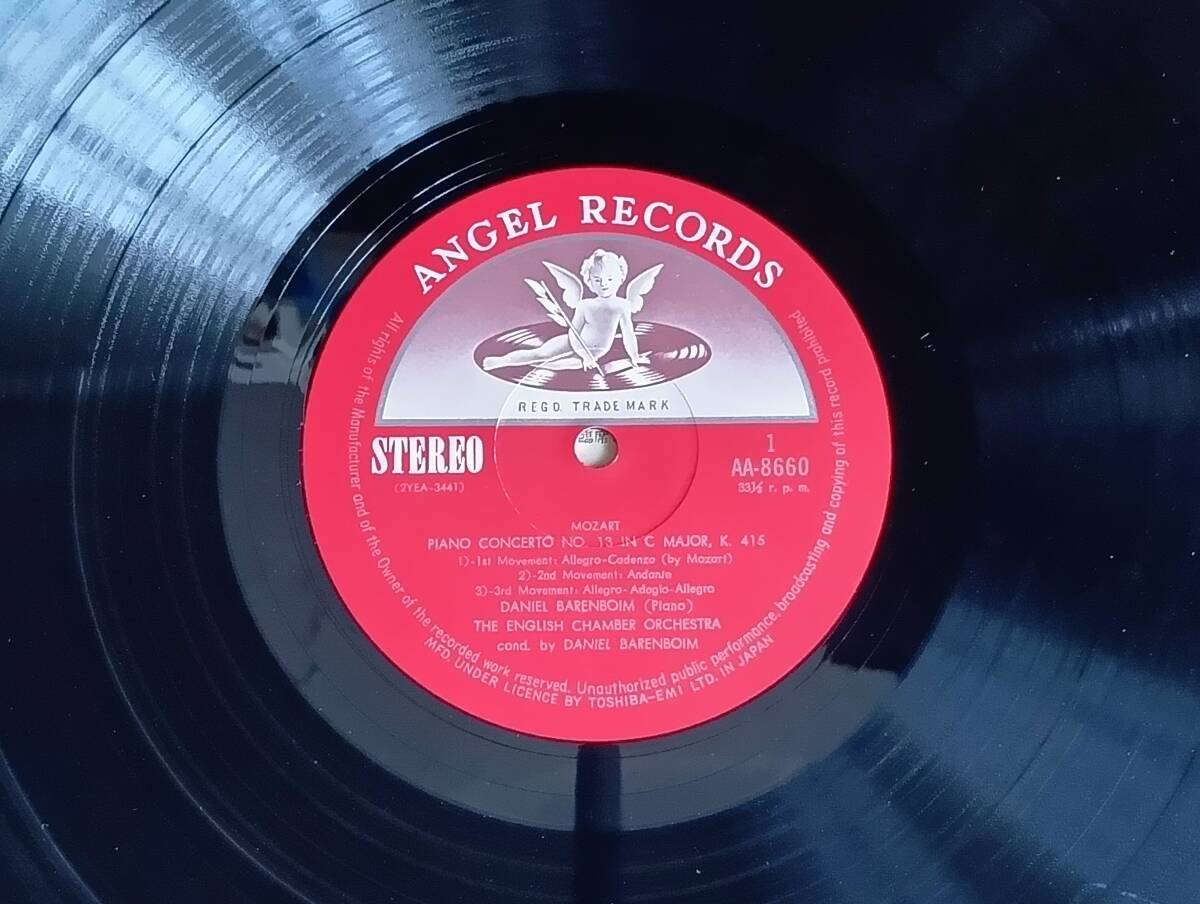 ANGEL RECORDS
REGD. TRADE MARK
STEREO
(2YEA-3441)
1
AA-8660
33⅓ r. p. m.
MOZART
PIANO CONCERTO NO. 13 IN C MAJOR, K. 415
1)-1st Movement: Allegro-Cadenza (by Mozart)
2)-2nd Movement: Andante
3)-3rd Movement: Allegro-Adagio-Allegro
DANIEL BARENBOIM (Piano)
THE ENGLISH CHAMBER ORCHESTRA
cond. by DANIEL BARENBOIM
All rights of the Manufacturer and of the Owner of the recorded work reserved. Unauthorized public performance, broadcasting and copying of this record prohibited
MFD. UNDER LICENCE BY TOSHIBA-EMI LTD. IN JAPAN